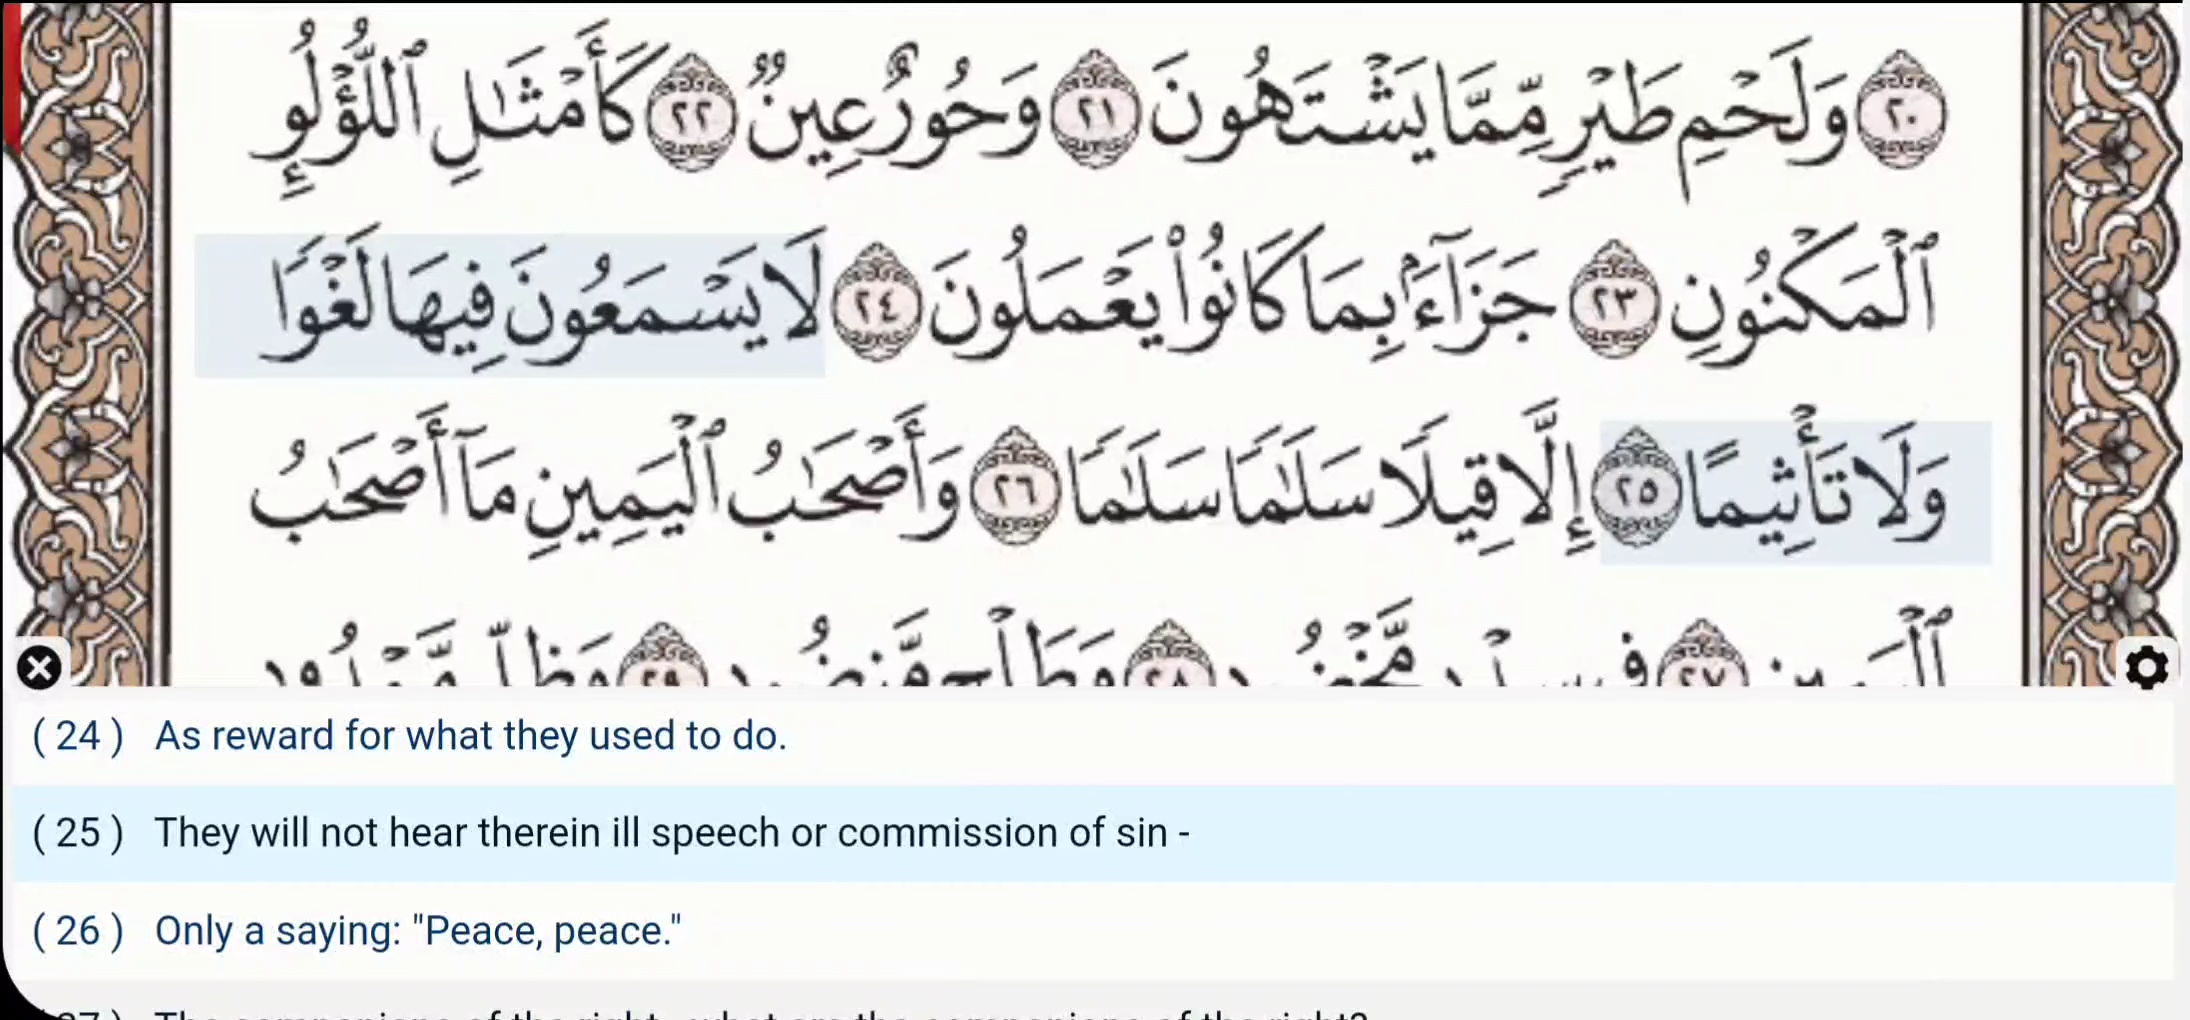 ٢٠ وَلَحْمِ طَيْرٍ مِّمَّا يَشْتَهُونَ ٢١ وَحُورٌ عِينٌ ٢٢ كَأَمْثَٰلِ ٱللُّؤْلُؤِ
ٱلْمَكْنُونِ ٢٣ جَزَآءًۢ بِمَا كَانُوا۟ يَعْمَلُونَ ٢٤ لَا يَسْمَعُونَ فِيهَا لَغْوًا
وَلَا تَأْثِيمًا ٢٥ إِلَّا قِيلًا سَلَٰمًا سَلَٰمًا ٢٦ وَأَصْحَٰبُ ٱلْيَمِينِ مَآ أَصْحَٰبُ
( 24 ) As reward for what they used to do.
( 25 ) They will not hear therein ill speech or commission of sin -
( 26 ) Only a saying: "Peace, peace."